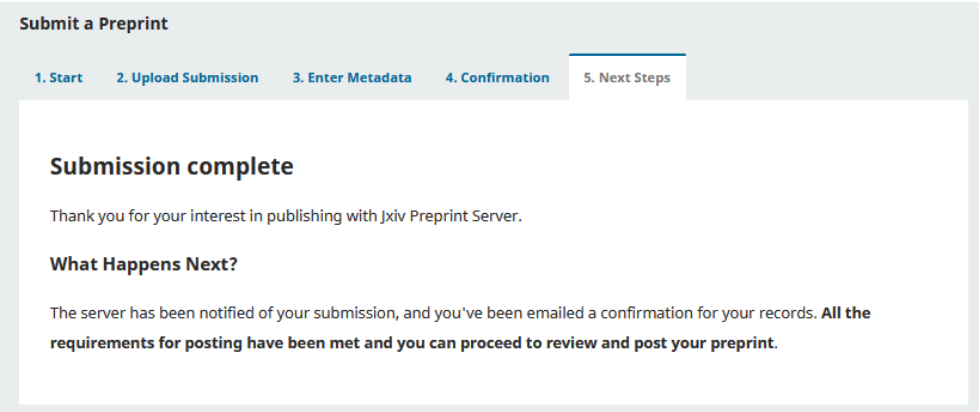 Submit a Preprint
1. Start 2. Upload Submission 3. Enter Metadata 4. Confirmation 5. Next Steps
Submission complete
Thank you for your interest in publishing with Jxiv Preprint Server.
What Happens Next?
The server has been notified of your submission, and you've been emailed a confirmation for your records. All the
requirements for posting have been met and you can proceed to review and post your preprint.